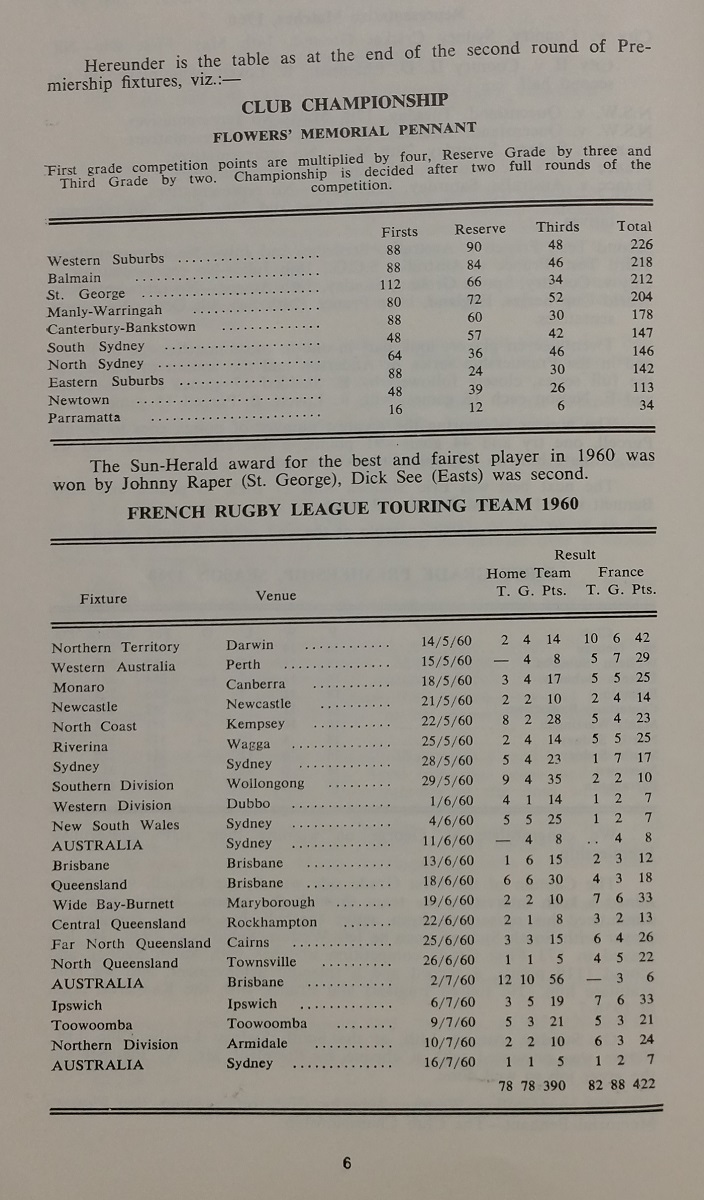 Hereunder is the table as at the end of the second round of Pre-
miership fixtures, viz.:—
CLUB CHAMPIONSHIP
FLOWERS' MEMORIAL PENNANT
First grade competition points are multiplied by four, Reserve Grade by three and
Third Grade by two. Championship is decided after two full rounds of the
competition.
Firsts Reserve Thirds Total
Western Suburbs .................... 88 90 48 226
Balmain .................... 88 84 46 218
St. George .................... 112 66 34 212
Manly-Warringah .................... 80 72 52 204
Canterbury-Bankstown .................... 88 60 30 178
South Sydney .................... 48 57 42 147
North Sydney .................... 64 36 46 146
Eastern Suburbs .................... 88 24 30 142
Newtown .................... 48 39 26 113
Parramatta .................... 16 12 6 34
The Sun-Herald award for the best and fairest player in 1960 was
won by Johnny Raper (St. George), Dick See (Easts) was second.
FRENCH RUGBY LEAGUE TOURING TEAM 1960
Result
Home Team France
Fixture Venue T. G. Pts. T. G. Pts.
Northern Territory Darwin ............ 14/5/60 2 4 14 10 6 42
Western Australia Perth ............... 15/5/60 — 4 8 5 7 29
Monaro Canberra ........... 18/5/60 3 4 17 5 5 25
Newcastle Newcastle .......... 21/5/60 2 2 10 2 4 14
North Coast Kempsey ........... 22/5/60 8 2 28 5 4 23
Riverina Wagga .............. 25/5/60 2 4 14 5 5 25
Sydney Sydney ............. 28/5/60 5 4 23 1 7 17
Southern Division Wollongong ......... 29/5/60 9 4 35 2 2 10
Western Division Dubbo .............. 1/6/60 4 1 14 1 2 7
New South Wales Sydney .............. 4/6/60 5 5 25 1 2 7
AUSTRALIA Sydney .............. 11/6/60 — 4 8 .. 4 8
Brisbane Brisbane ............ 13/6/60 1 6 15 2 3 12
Queensland Brisbane ............ 18/6/60 6 6 30 4 3 18
Wide Bay-Burnett Maryborough ........ 19/6/60 2 2 10 7 6 33
Central Queensland Rockhampton ....... 22/6/60 2 1 8 3 2 13
Far North Queensland Cairns .............. 25/6/60 3 3 15 6 4 26
North Queensland Townsville .......... 26/6/60 1 1 5 4 5 22
AUSTRALIA Brisbane ............ 2/7/60 12 10 56 — 3 6
Ipswich Ipswich ............. 6/7/60 3 5 19 7 6 33
Toowoomba Toowoomba ........ 9/7/60 5 3 21 5 3 21
Northern Division Armidale ........... 10/7/60 2 2 10 6 3 24
AUSTRALIA Sydney .............. 16/7/60 1 1 5 1 2 7
78 78 390 82 88 422
6